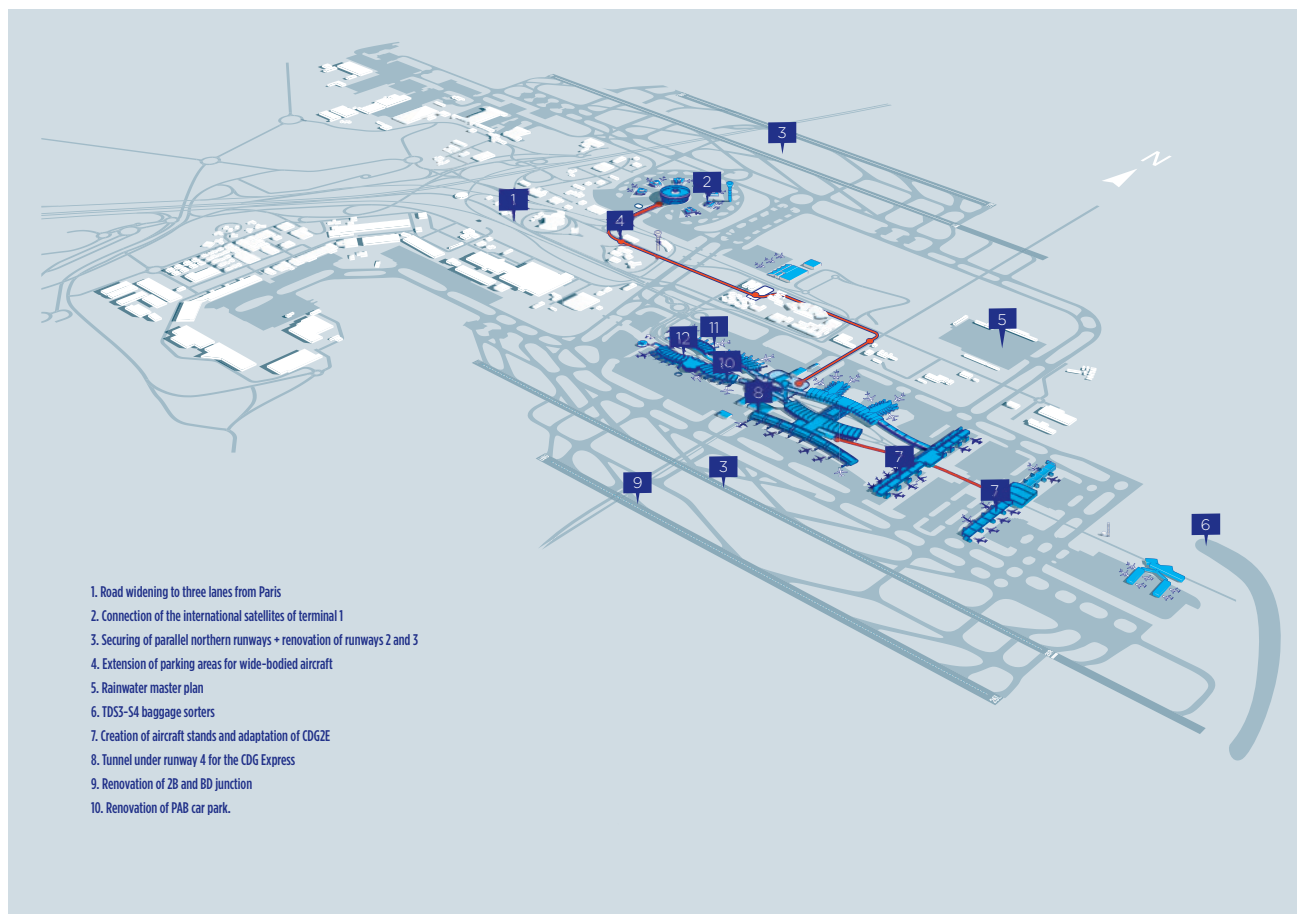 3
N
2
1
4
5
11
12
10
8
7
3
9
7
6
1. Road widening to three lanes from Paris
2. Connection of the international satellites of terminal 1
3. Securing of parallel northern runways + renovation of runways 2 and 3
4. Extension of parking areas for wide-bodied aircraft
5. Rainwater master plan
6. TDS3-S4 baggage sorters
7. Creation of aircraft stands and adaptation of CDG2E
8. Tunnel under runway 4 for the CDG Express
9. Renovation of 2B and BD junction
10. Renovation of PAB car park.